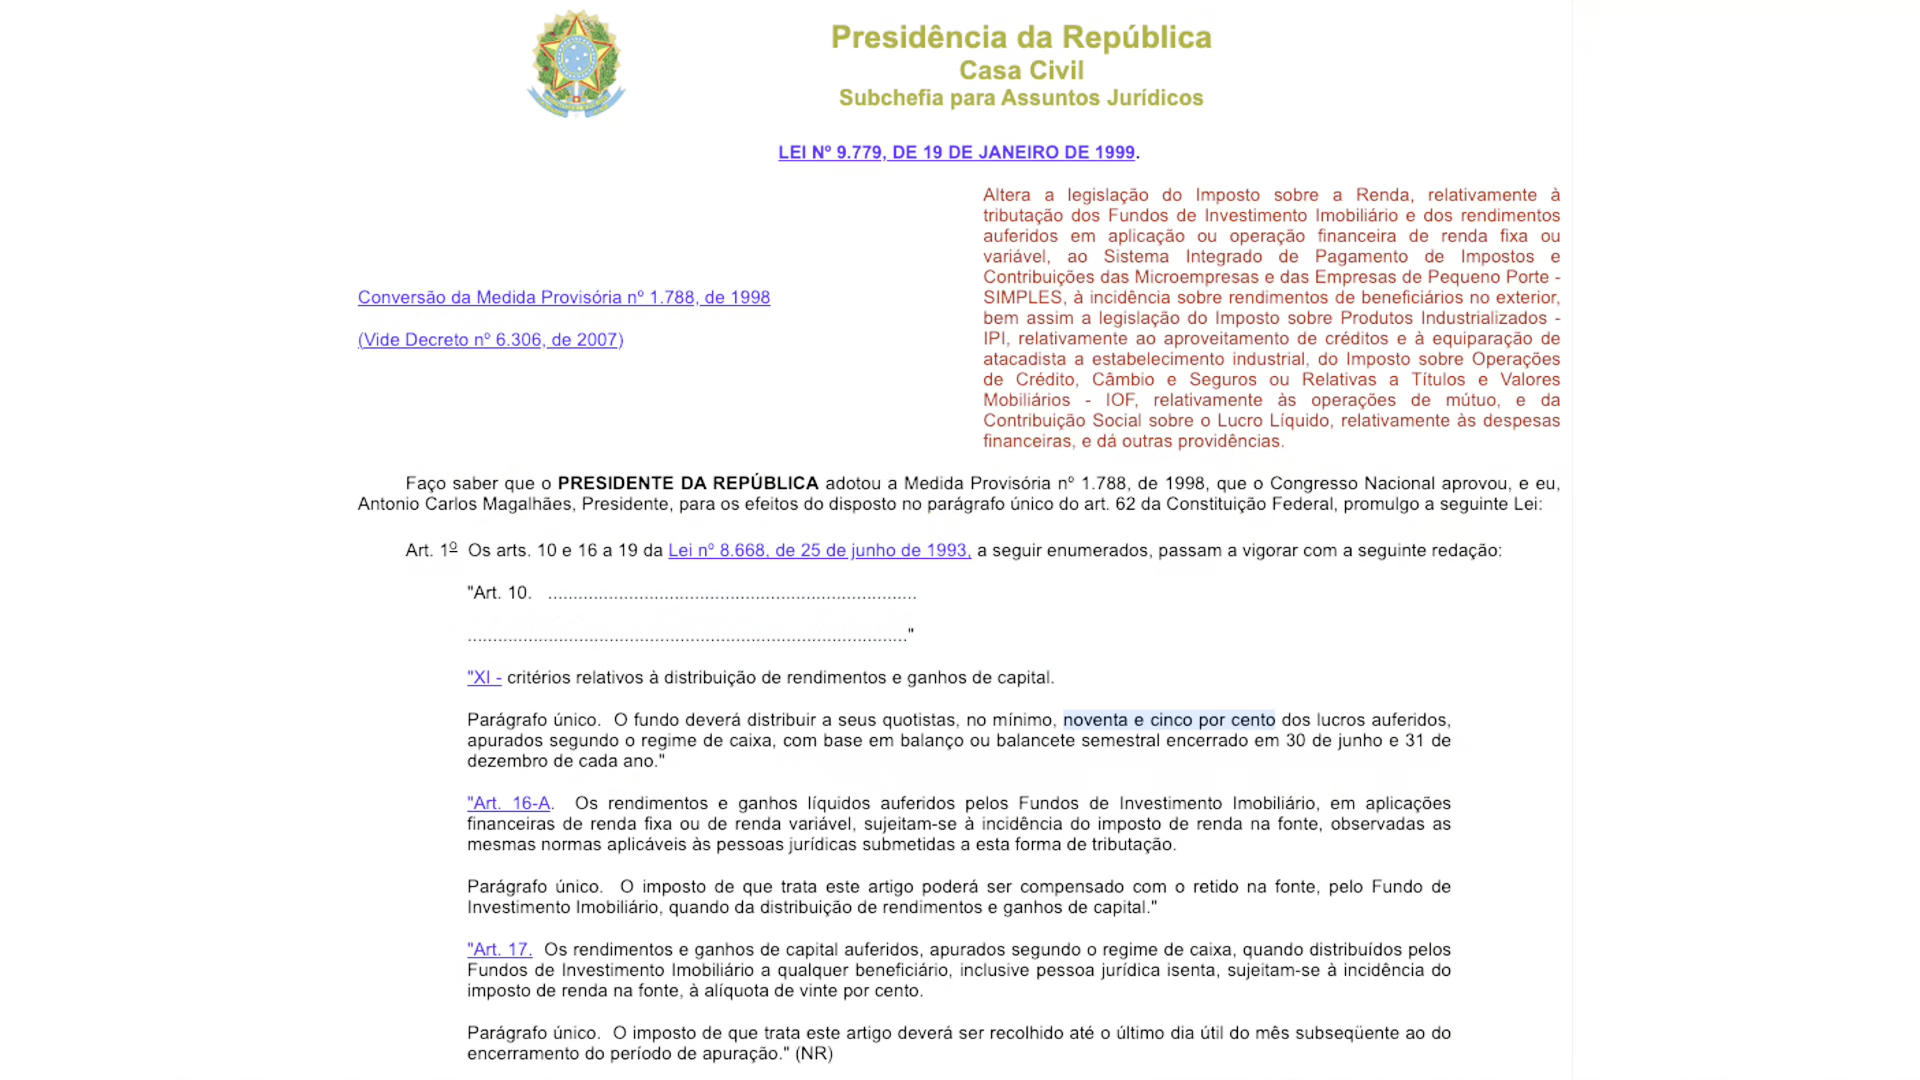 Presidência da República
Casa Civil
Subchefia para Assuntos Jurídicos
LEI Nº 9.779, DE 19 DE JANEIRO DE 1999.
Conversão da Medida Provisória nº 1.788, de 1998
(Vide Decreto nº 6.306, de 2007)
Altera a legislação do Imposto sobre a Renda, relativamente à
tributação dos Fundos de Investimento Imobiliário e dos rendimentos
auferidos em aplicação ou operação financeira de renda fixa ou
variável, ao Sistema Integrado de Pagamento de Impostos e
Contribuições das Microempresas e das Empresas de Pequeno Porte -
SIMPLES, à incidência sobre rendimentos de beneficiários no exterior,
bem assim a legislação do Imposto sobre Produtos Industrializados -
IPI, relativamente ao aproveitamento de créditos e à equiparação de
atacadista a estabelecimento industrial, do Imposto sobre Operações
de Crédito, Câmbio e Seguros ou Relativas a Títulos e Valores
Mobiliários - IOF, relativamente às operações de mútuo, e da
Contribuição Social sobre o Lucro Líquido, relativamente às despesas
financeiras, e dá outras providências.
Faço saber que o PRESIDENTE DA REPÚBLICA adotou a Medida Provisória nº 1.788, de 1998, que o Congresso Nacional aprovou, e eu,
Antonio Carlos Magalhães, Presidente, para os efeitos do disposto no parágrafo único do art. 62 da Constituição Federal, promulgo a seguinte Lei:
Art. 1º Os arts. 10 e 16 a 19 da Lei nº 8.668, de 25 de junho de 1993, a seguir enumerados, passam a vigorar com a seguinte redação:
"Art. 10. .........................................................................
......................................................................................."
"XI - critérios relativos à distribuição de rendimentos e ganhos de capital.
Parágrafo único. O fundo deverá distribuir a seus quotistas, no mínimo, noventa e cinco por cento dos lucros auferidos,
apurados segundo o regime de caixa, com base em balanço ou balancete semestral encerrado em 30 de junho e 31 de
dezembro de cada ano."
"Art. 16-A. Os rendimentos e ganhos líquidos auferidos pelos Fundos de Investimento Imobiliário, em aplicações
financeiras de renda fixa ou de renda variável, sujeitam-se à incidência do imposto de renda na fonte, observadas as
mesmas normas aplicáveis às pessoas jurídicas submetidas a esta forma de tributação.
Parágrafo único. O imposto de que trata este artigo poderá ser compensado com o retido na fonte, pelo Fundo de
Investimento Imobiliário, quando da distribuição de rendimentos e ganhos de capital."
"Art. 17. Os rendimentos e ganhos de capital auferidos, apurados segundo o regime de caixa, quando distribuídos pelos
Fundos de Investimento Imobiliário a qualquer beneficiário, inclusive pessoa jurídica isenta, sujeitam-se à incidência do
imposto de renda na fonte, à alíquota de vinte por cento.
Parágrafo único. O imposto de que trata este artigo deverá ser recolhido até o último dia útil do mês subseqüente ao do
encerramento do período de apuração." (NR)